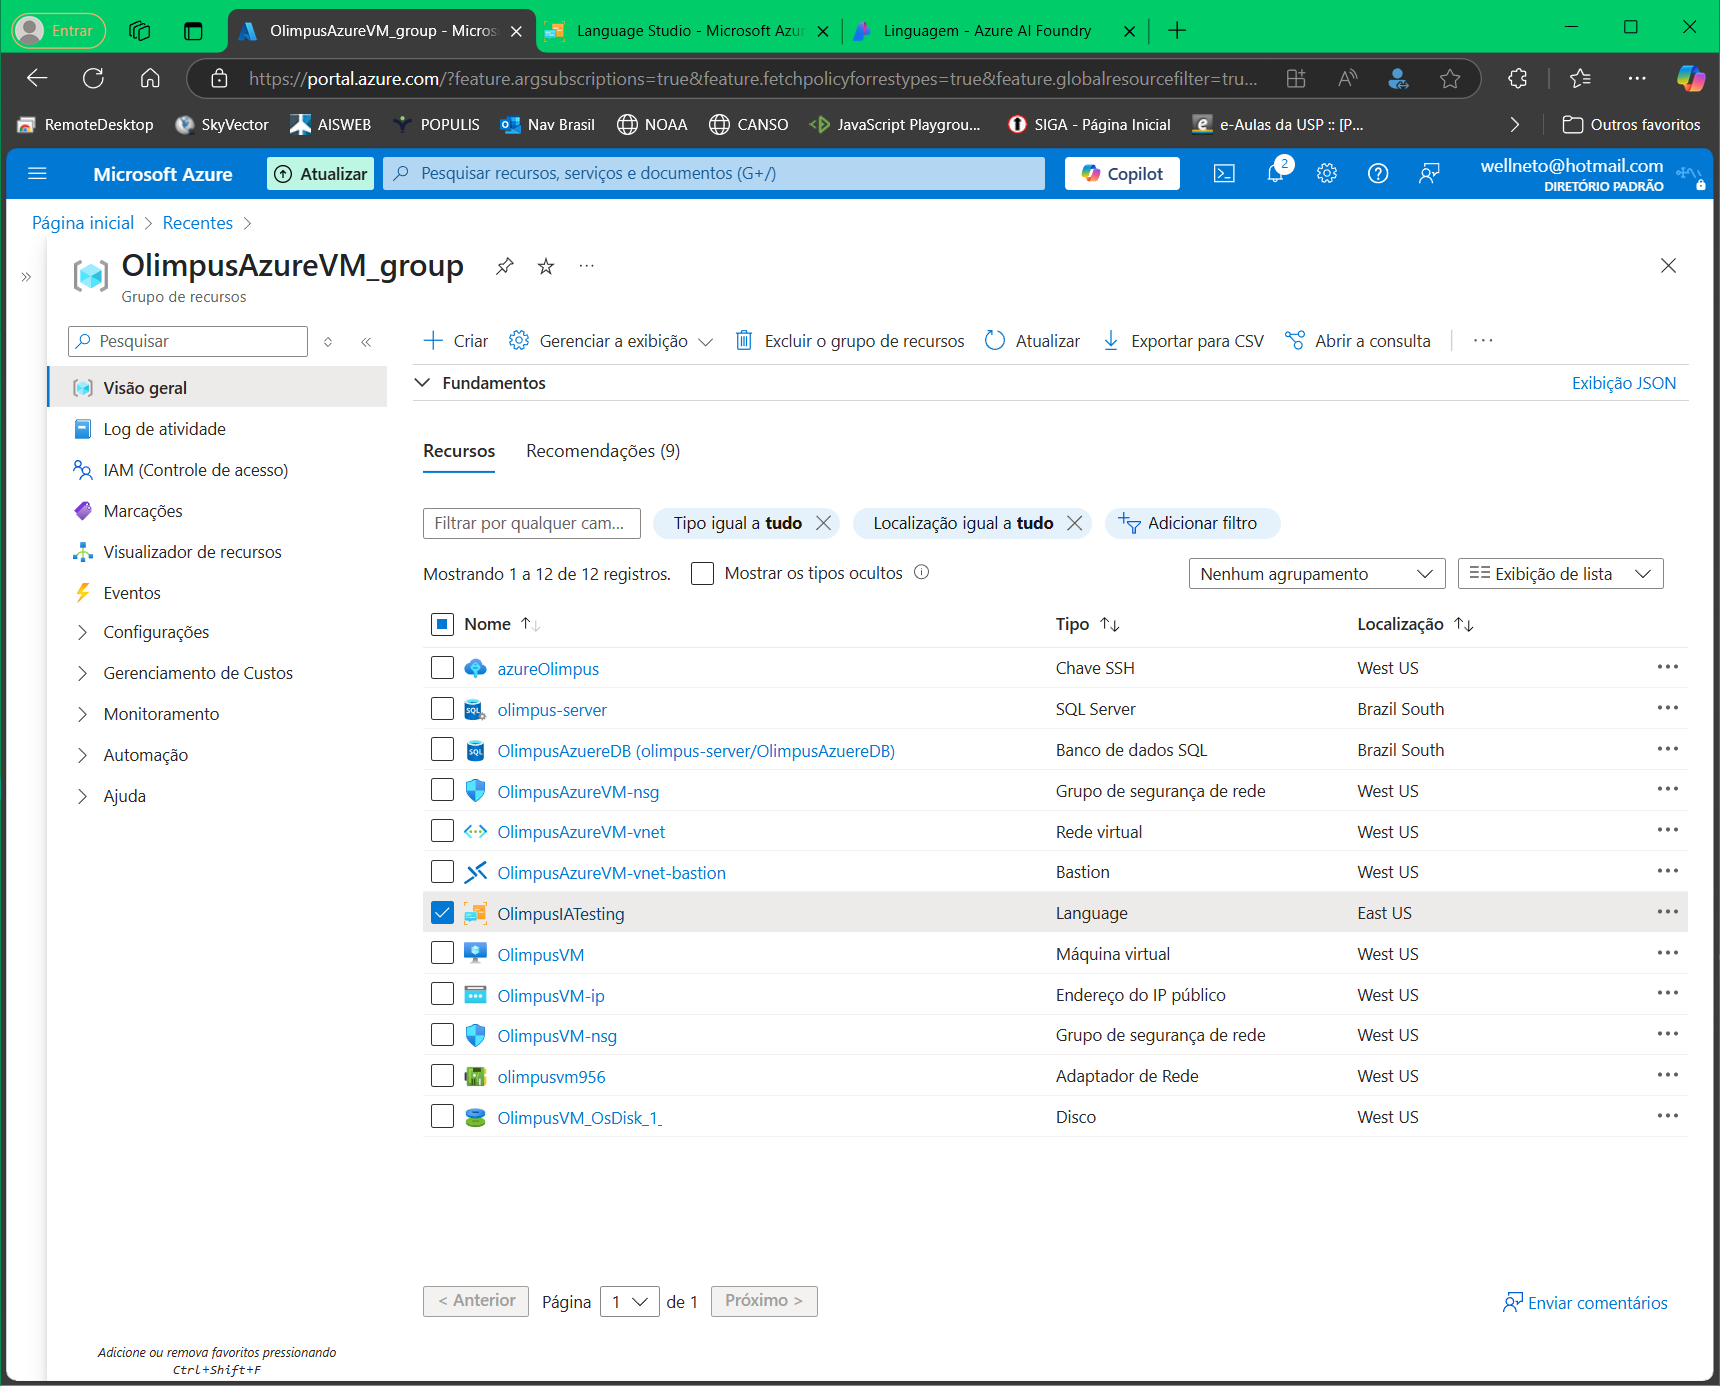 Entrar
OlimpusAzureVM_group - Micros
Language Studio - Microsoft Azur
Linguagem - Azure AI Foundry
https://portal.azure.com/?feature.argsubscriptions=true&feature.fetchpolicyforrestypes=true&feature.globalresourcefilter=tru...
RemoteDesktop
SkyVector
AISWEB
POPULIS
Nav Brasil
NOAA
CANSO
JavaScript Playgrou...
SIGA - Página Inicial
e-Aulas da USP :: [P...
Outros favoritos
Microsoft Azure
Atualizar
Pesquisar recursos, serviços e documentos (G+/)
Copilot
2
wellneto@hotmail.com
DIRETÓRIO PADRÃO
Página inicial > Recentes >
OlimpusAzureVM_group
Grupo de recursos
Pesquisar
Visão geral
Log de atividade
IAM (Controle de acesso)
Marcações
Visualizador de recursos
Eventos
Configurações
Gerenciamento de Custos
Monitoramento
Automação
Ajuda
Adicione ou remova favoritos pressionando
Ctrl+Shift+F
Criar
Gerenciar a exibição
Excluir o grupo de recursos
Atualizar
Exportar para CSV
Abrir a consulta
Fundamentos
Exibição JSON
Recursos
Recomendações (9)
Filtrar por qualquer cam...
Tipo igual a tudo
Localização igual a tudo
Adicionar filtro
Mostrando 1 a 12 de 12 registros.
Mostrar os tipos ocultos
Nenhum agrupamento
Exibição de lista
Nome Tipo Localização
azureOlimpus Chave SSH West US
olimpus-server SQL Server Brazil South
OlimpusAzuereDB (olimpus-server/OlimpusAzuereDB) Banco de dados SQL Brazil South
OlimpusAzureVM-nsg Grupo de segurança de rede West US
OlimpusAzureVM-vnet Rede virtual West US
OlimpusAzureVM-vnet-bastion Bastion West US
OlimpusIATesting Language East US
OlimpusVM Máquina virtual West US
OlimpusVM-ip Endereço do IP público West US
OlimpusVM-nsg Grupo de segurança de rede West US
olimpusvm956 Adaptador de Rede West US
OlimpusVM_OsDisk_1_ Disco West US
< Anterior
Página 1 de 1
Próximo >
Enviar comentários